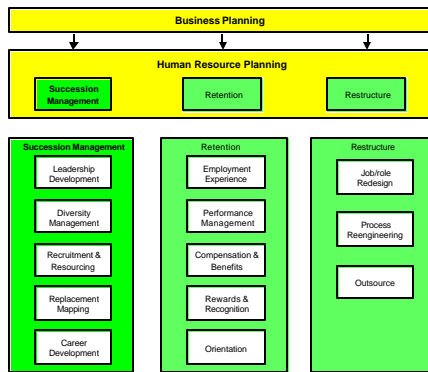 Business Planning
Human Resource Planning
Succession
Management
Retention
Restructure
Succession Management
Leadership
Development
Diversity
Management
Recruitment &
Resourcing
Replacement
Mapping
Career
Development
Retention
Employment
Experience
Performance
Management
Compensation &
Benefits
Rewards &
Recognition
Orientation
Restructure
Job/role
Redesign
Process
Reengineering
Outsource